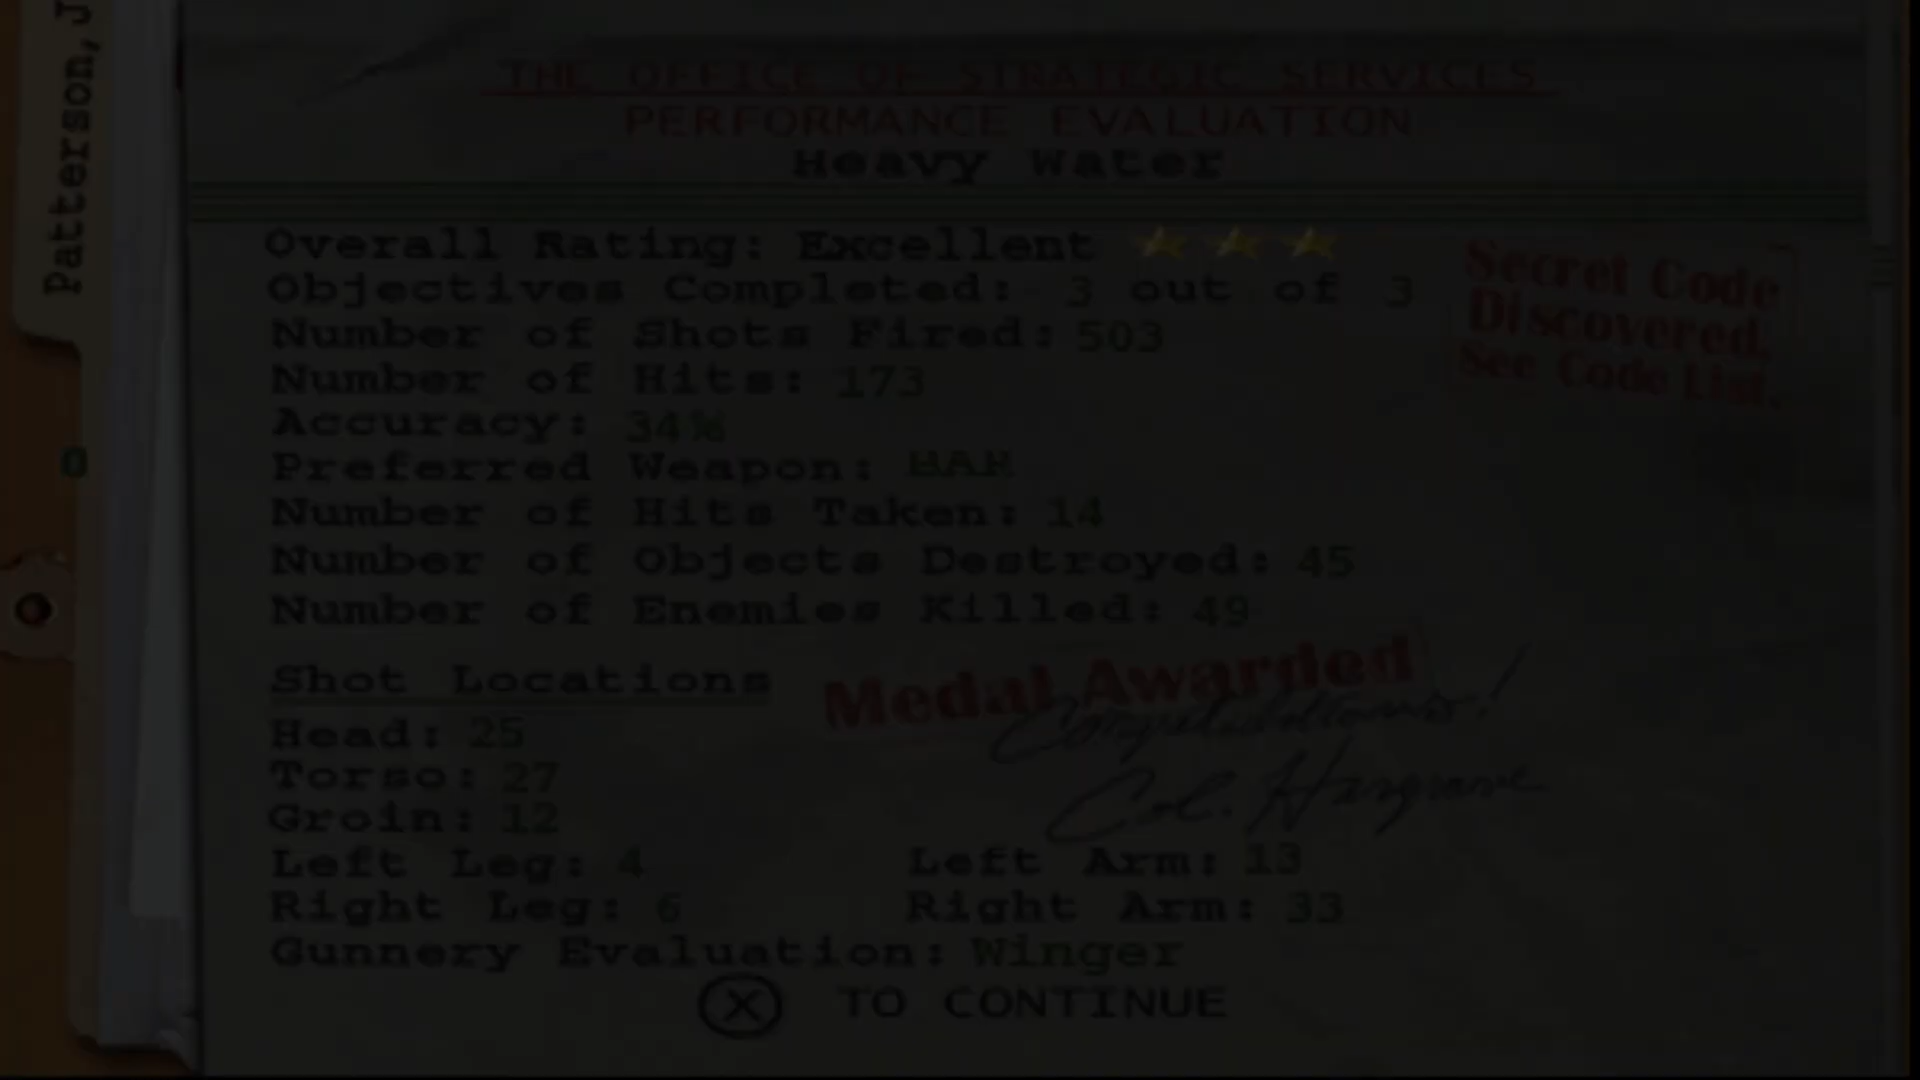 Patterson, J
THE OFFICE OF STRATEGIC SERVICES
PERFORMANCE EVALUATION
Heavy Water
Overall Rating: Excellent
Objectives Completed: 3 out of 3
Secret Code
Discovered.
See Code List.
Number of Shots Fired: 503
Number of Hits: 173
Accuracy: 34%
Preferred Weapon: BAR
Number of Hits Taken: 14
Number of Objects Destroyed: 45
Number of Enemies Killed: 49
Shot Locations
Medal Awarded
Congratulations!
Col. Hargrove
Head: 25
Torso: 27
Groin: 12
Left Leg: 4 Left Arm: 13
Right Leg: 6 Right Arm: 33
Gunnery Evaluation: Winger
X TO CONTINUE